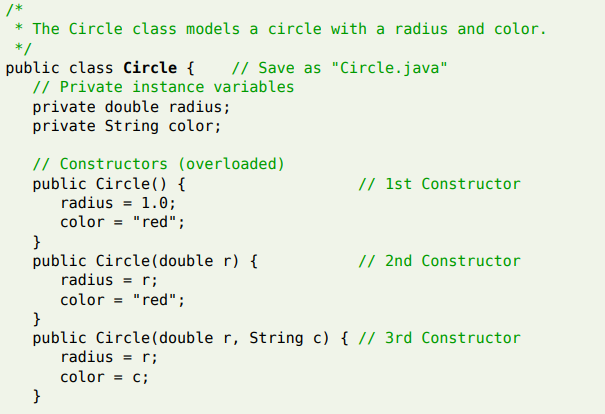 /*
 * The Circle class models a circle with a radius and color.
 */
public class Circle {    // Save as "Circle.java"
   // Private instance variables
   private double radius;
   private String color;

   // Constructors (overloaded)
   public Circle() {                   // 1st Constructor
      radius = 1.0;
      color = "red";
   }
   public Circle(double r) {           // 2nd Constructor
      radius = r;
      color = "red";
   }
   public Circle(double r, String c) { // 3rd Constructor
      radius = r;
      color = c;
   }